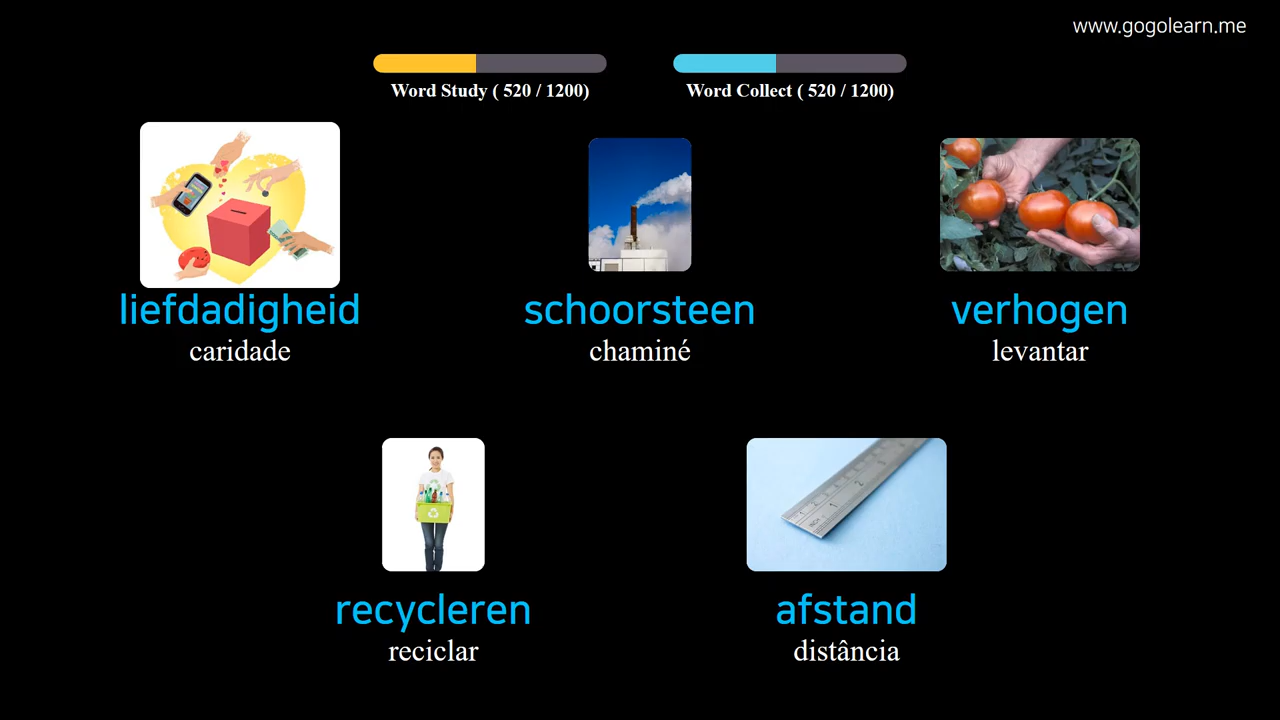 www.gogolearn.me
Word Study ( 520 / 1200)
Word Collect ( 520 / 1200)
liefdadigheid
caridade
schoorsteen
chaminé
verhogen
levantar
recycleren
reciclar
afstand
distância